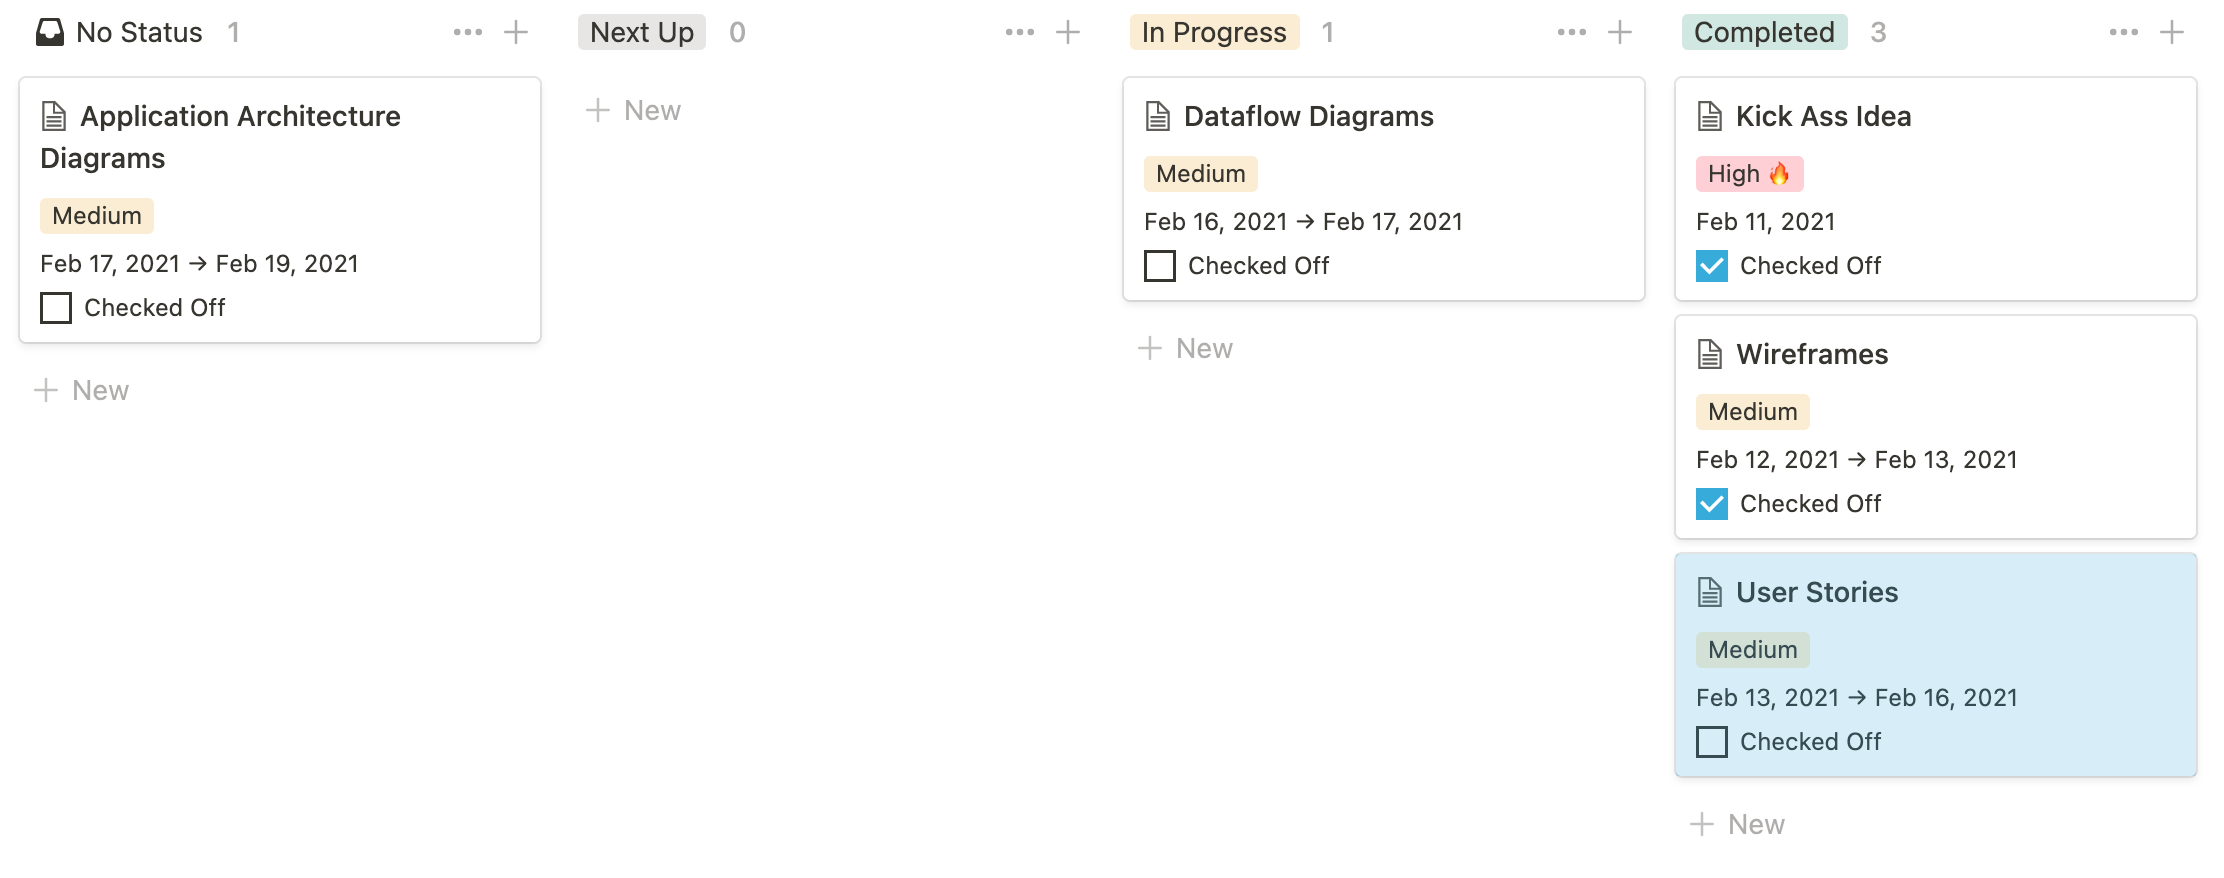 No Status 1
Application Architecture
Diagrams
Medium
Feb 17, 2021 → Feb 19, 2021
Checked Off
+ New
Next Up 0
+ New
In Progress 1
Dataflow Diagrams
Medium
Feb 16, 2021 → Feb 17, 2021
Checked Off
+ New
Completed 3
Kick Ass Idea
High 🔥
Feb 11, 2021
Checked Off
Wireframes
Medium
Feb 12, 2021 → Feb 13, 2021
Checked Off
User Stories
Medium
Feb 13, 2021 → Feb 16, 2021
Checked Off
+ New